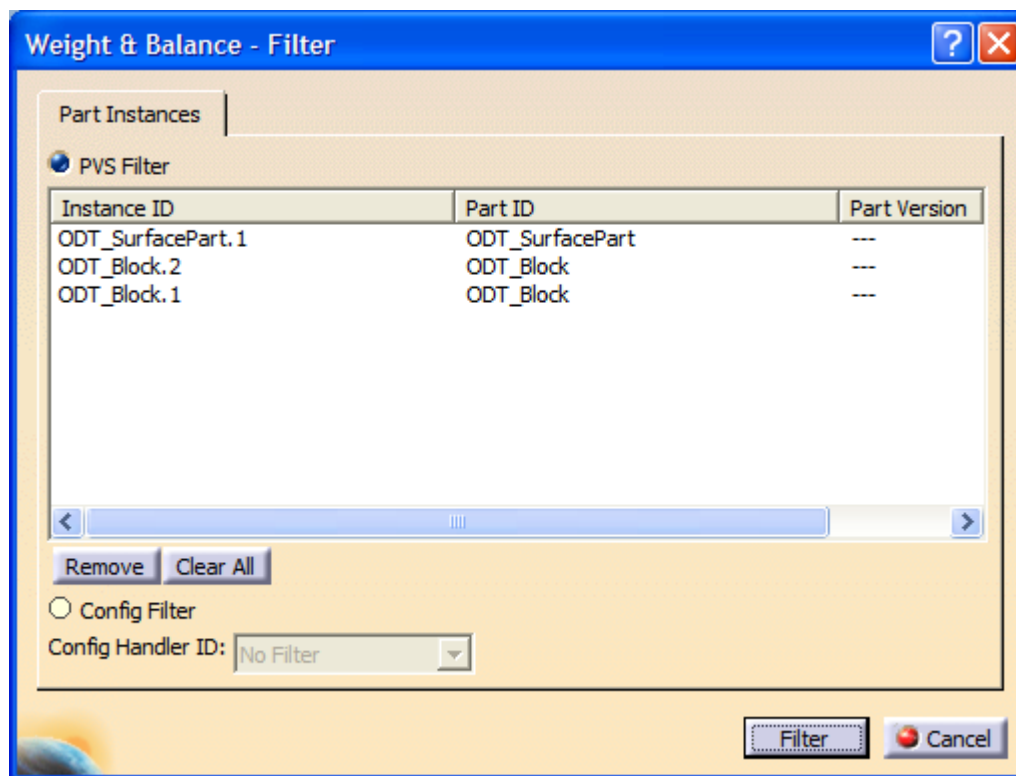 Weight & Balance - Filter
Part Instances
PVS Filter
Instance ID Part ID Part Version
ODT_SurfacePart.1 ODT_SurfacePart ---
ODT_Block.2 ODT_Block ---
ODT_Block.1 ODT_Block ---
Remove Clear All
Config Filter
Config Handler ID: No Filter
Filter Cancel